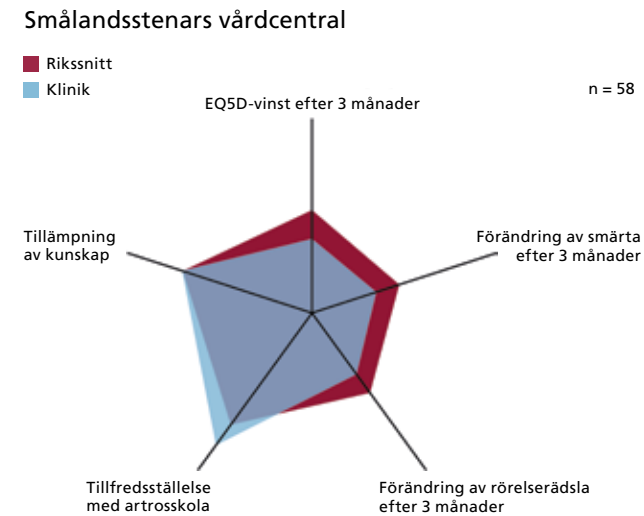 Smålandsstenars vårdcentral
Rikssnitt
Klinik
n = 58
EQ5D-vinst efter 3 månader
Tillämpning
av kunskap
Förändring av smärta
efter 3 månader
Tillfredsställelse
med artrosskola
Förändring av rörelserädsla
efter 3 månader